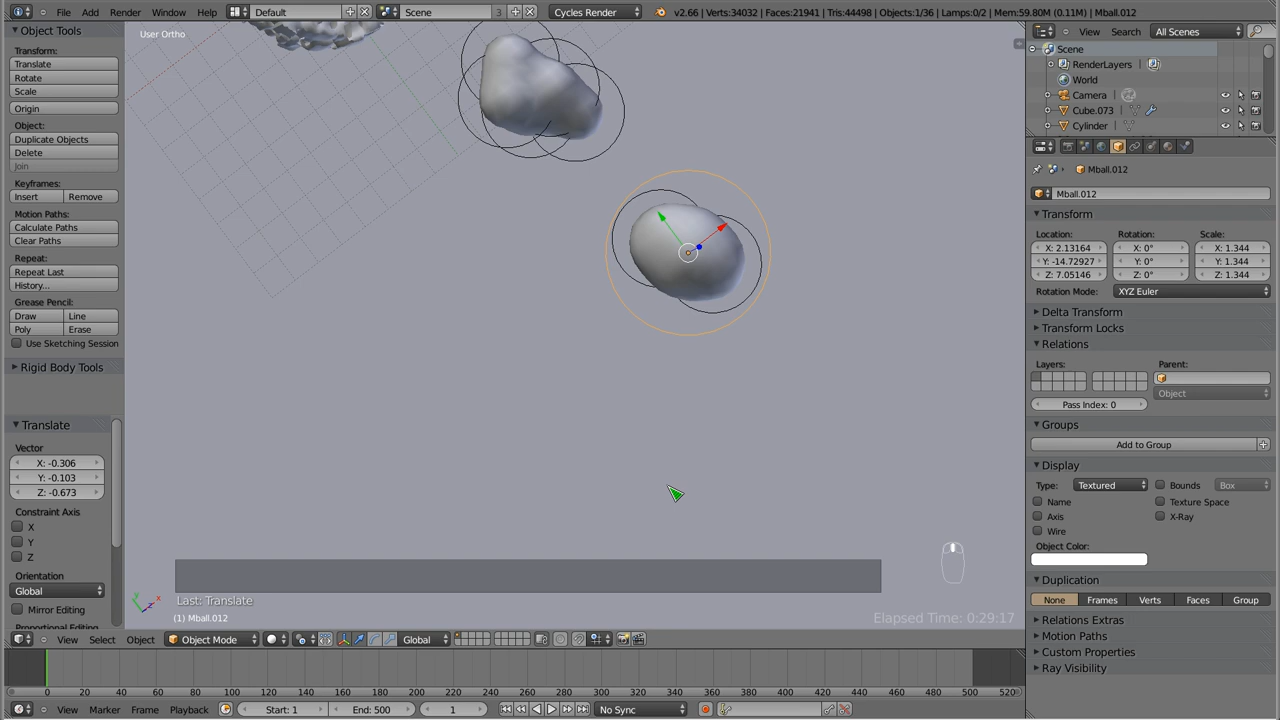 File Add Render Window Help Default Scene 3 Cycles Render v2.66 | Verts:34032 | Faces:21941 | Tris:44498 | Objects:1/36 | Lamps:0/2 | Mem:59.80M (0.11M) | Mball.012
Object Tools
Transform:
Translate
Rotate
Scale
Origin
Object:
Duplicate Objects
Delete
Join
Keyframes:
Insert Remove
Motion Paths:
Calculate Paths
Clear Paths
Repeat:
Repeat Last
History...
Grease Pencil:
Draw Line
Poly Erase
Use Sketching Session
Rigid Body Tools
Translate
Vector
X: -0.306
Y: -0.103
Z: -0.673
Constraint Axis
X
Y
Z
Orientation
Global
Mirror Editing
User Ortho
Last: Translate
(1) Mball.012
Elapsed Time: 0:29:17
View Search All Scenes
Scene
RenderLayers
World
Camera
Cube.073
Cylinder
Mball.012
Mball.012
Transform
Location: Rotation: Scale:
X: 2.13164 X: 0° X: 1.344
Y: -14.72927 Y: 0° Y: 1.344
Z: 7.05146 Z: 0° Z: 1.344
Rotation Mode: XYZ Euler
Delta Transform
Transform Locks
Relations
Layers: Parent:
Object
Pass Index: 0
Groups
Add to Group
Display
Type: Textured Bounds Box
Name Texture Space
Axis X-Ray
Wire
Object Color:
Duplication
None Frames Verts Faces Group
Relations Extras
Motion Paths
Custom Properties
Ray Visibility
View Select Object Object Mode Global
0 20 40 60 80 100 120 140 160 180 200 220 240 260 280 300 320 340 360 380 400 420 440 460 480 500 520
View Marker Frame Playback Start: 1 End: 500 1 No Sync